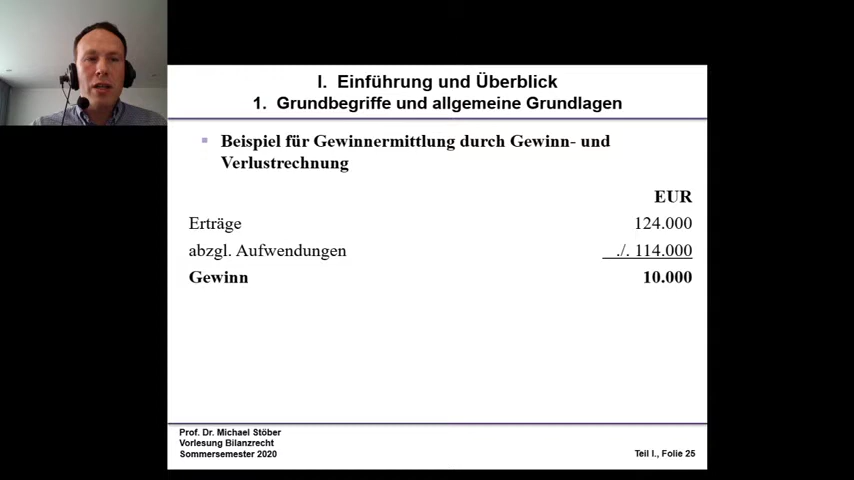 I. Einführung und Überblick
1. Grundbegriffe und allgemeine Grundlagen
Beispiel für Gewinnermittlung durch Gewinn- und
Verlustrechnung
EUR
Erträge 124.000
abzgl. Aufwendungen ./. 114.000
Gewinn 10.000
Prof. Dr. Michael Stöber
Vorlesung Bilanzrecht
Sommersemester 2020
Teil I., Folie 25